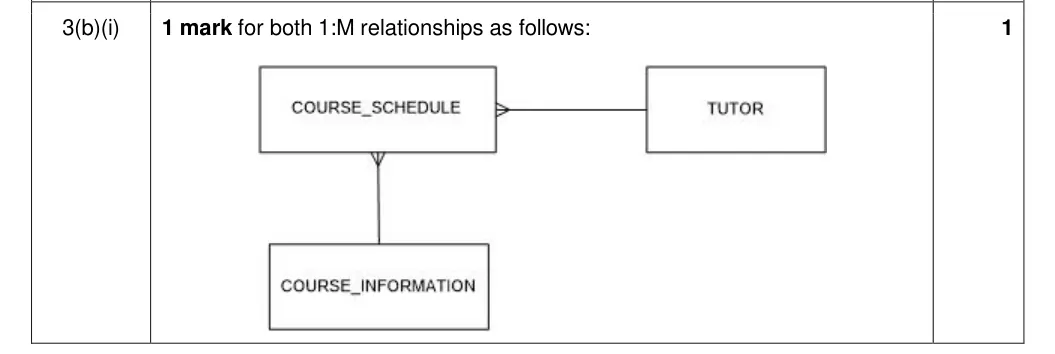 3(b)(i) 1 mark for both 1:M relationships as follows: 1
COURSE_SCHEDULE TUTOR
COURSE_INFORMATION